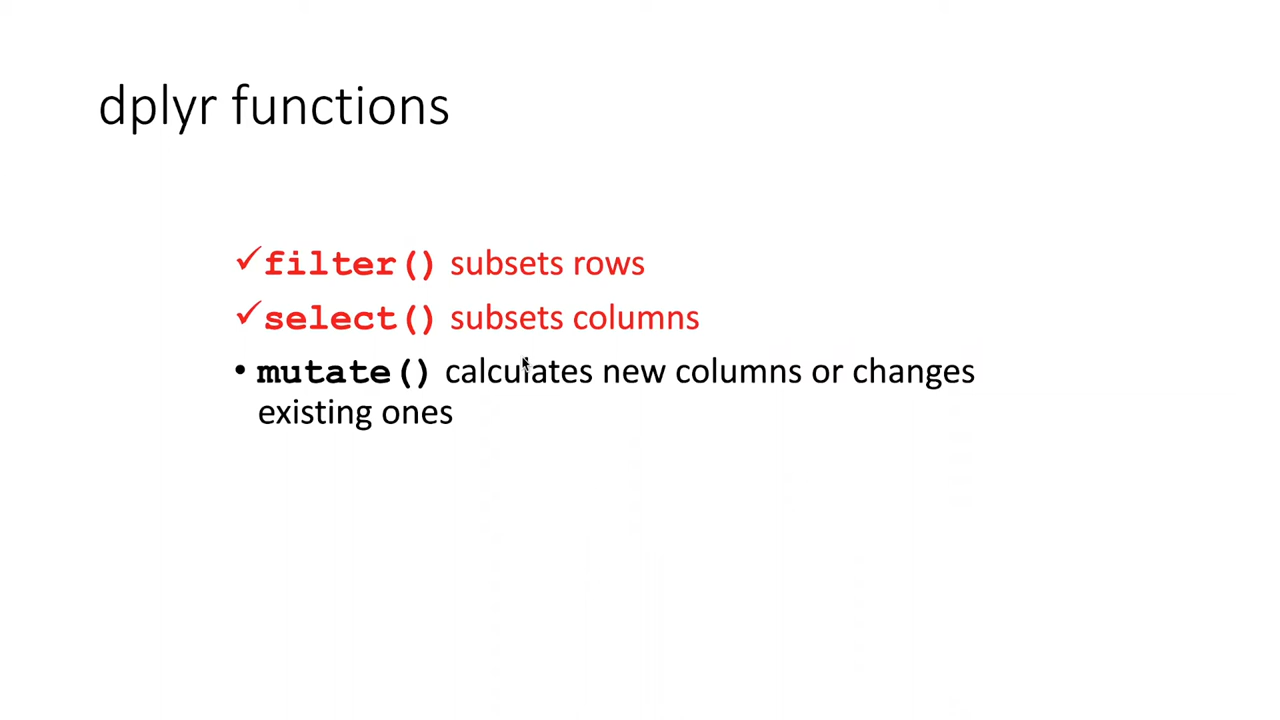 dplyr functions
✓filter() subsets rows
✓select() subsets columns
• mutate() calculates new columns or changes
existing ones